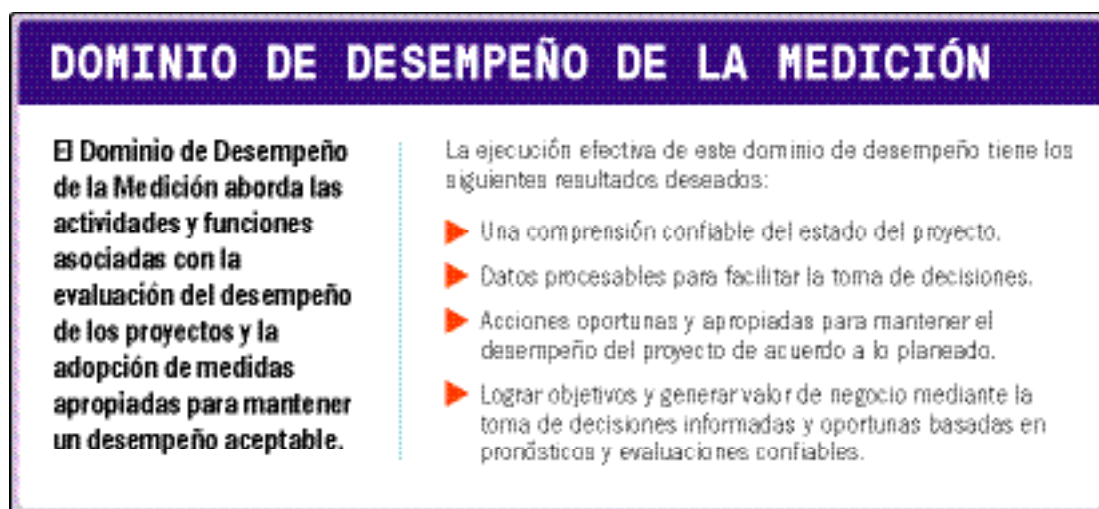 DOMINIO DE DESEMPEÑO DE LA MEDICIÓN
El Dominio de Desempeño
de la Medición aborda las
actividades y funciones
asociadas con la
evaluación del desempeño
de los proyectos y la
adopción de medidas
apropiadas para mantener
un desempeño aceptable.
La ejecución efectiva de este dominio de desempeño tiene los
siguientes resultados deseados:
Una comprensión confiable del estado del proyecto.
Datos procesables para facilitar la toma de decisiones.
Acciones oportunas y apropiadas para mantener el
desempeño del proyecto de acuerdo a lo planeado.
Lograr objetivos y generar valor de negocio mediante la
toma de decisiones informadas y oportunas basadas en
pronósticos y evaluaciones confiables.